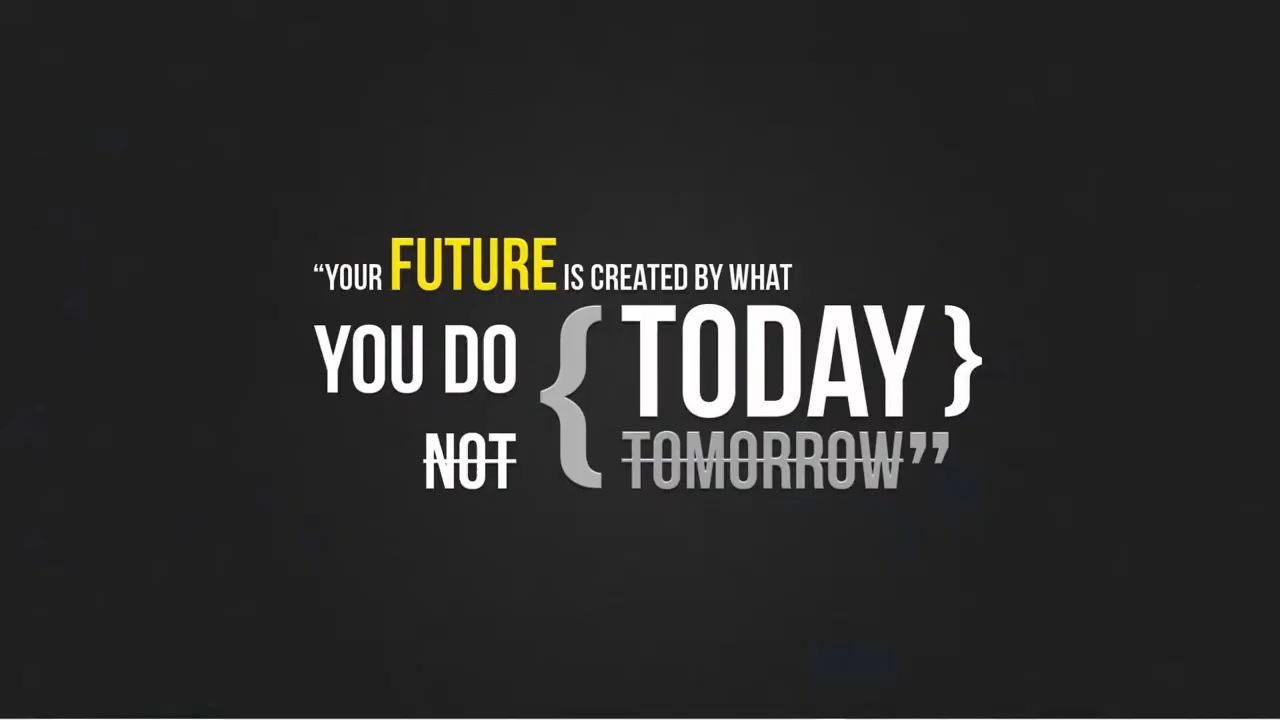 “YOUR FUTURE IS CREATED BY WHAT
YOU DO { TODAY }
NOT TOMORROW”